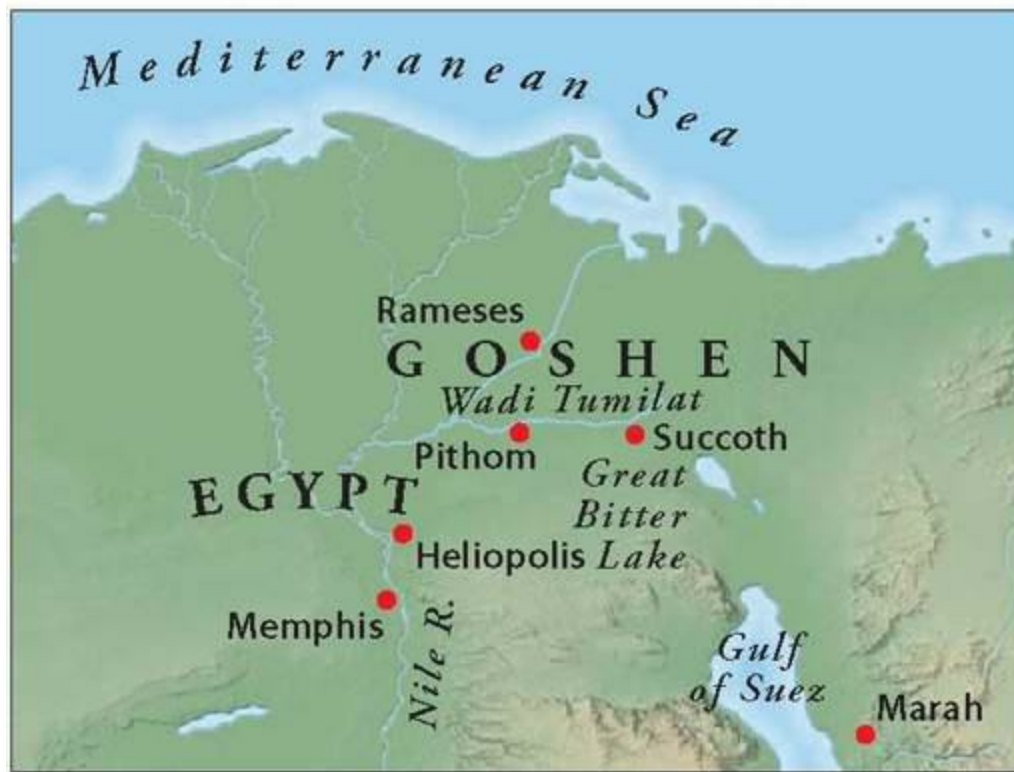 Mediterranean Sea
Rameses
GOSHEN
Wadi Tumilat
Pithom
Succoth
Great
Bitter
Lake
EGYPT
Heliopolis
Memphis
Nile R.
Gulf
of Suez
Marah